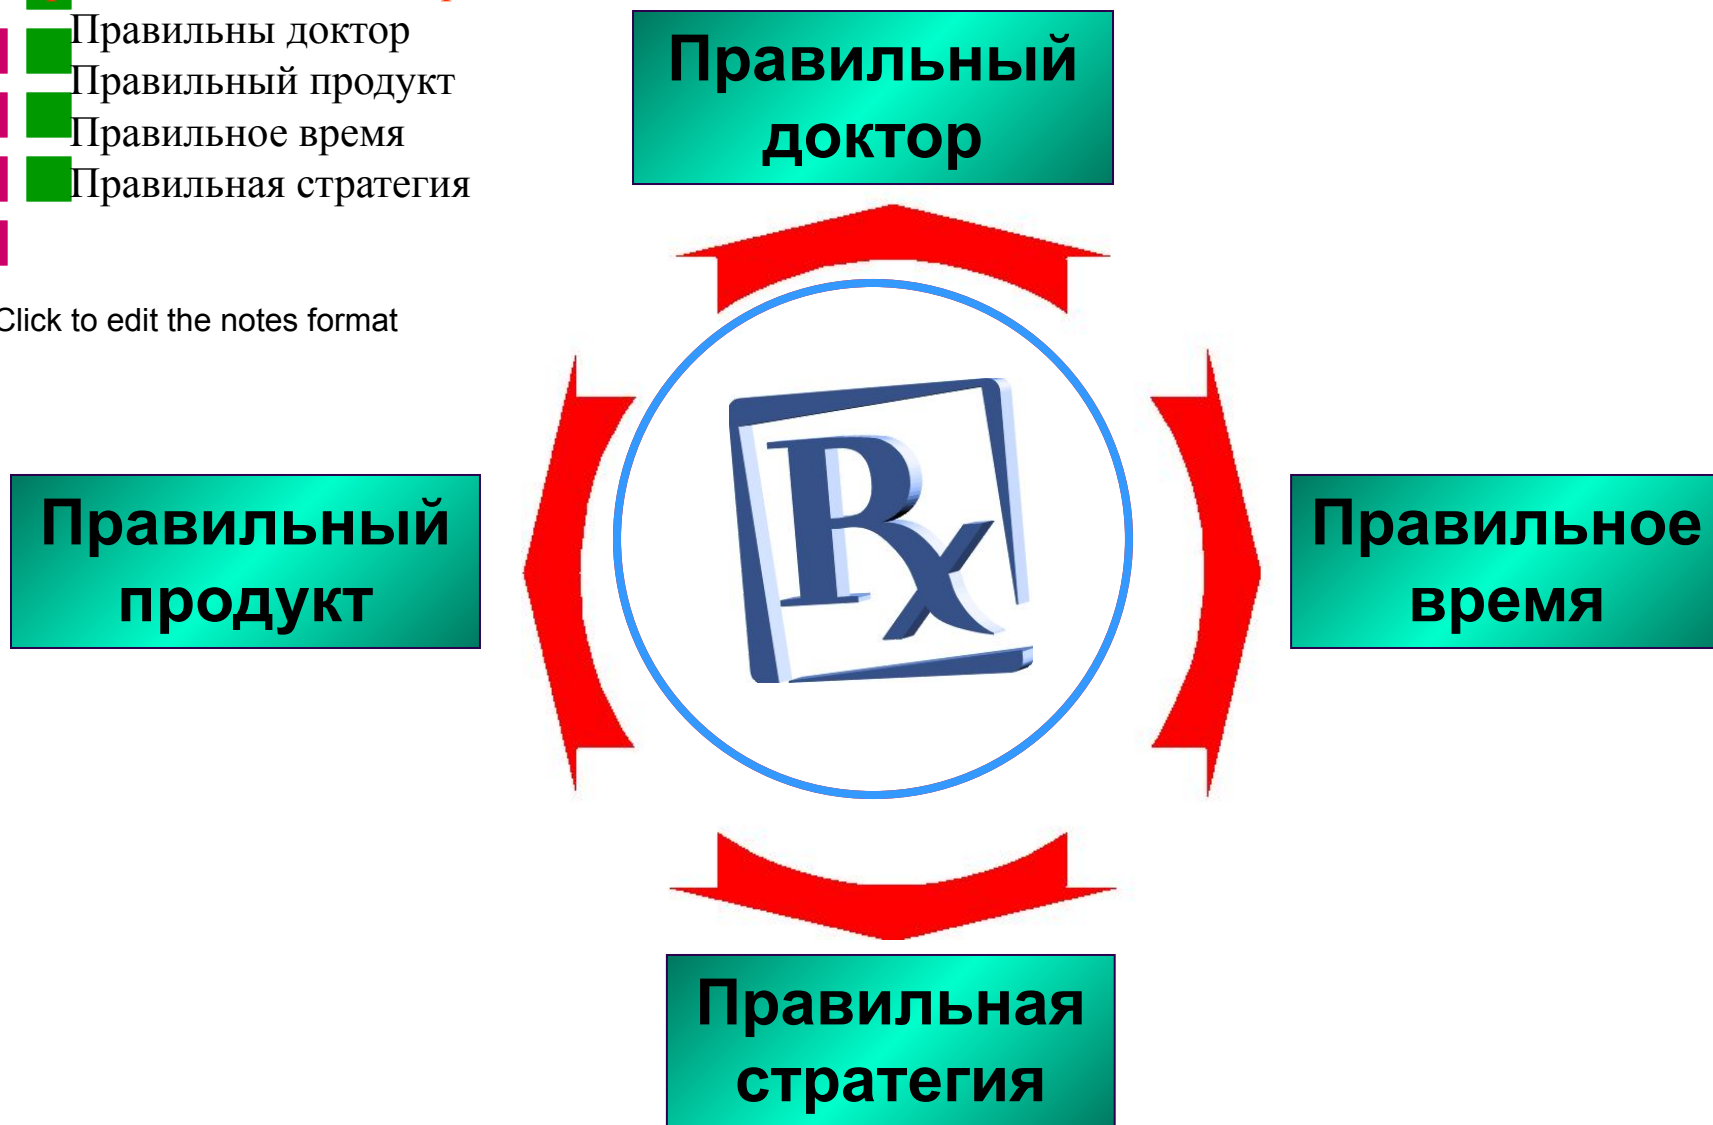 Правильны доктор
Правильный продукт
Правильное время
Правильная стратегия
Click to edit the notes format
Правильный
доктор
Rx
Правильный
продукт
Правильное
время
Правильная
стратегия